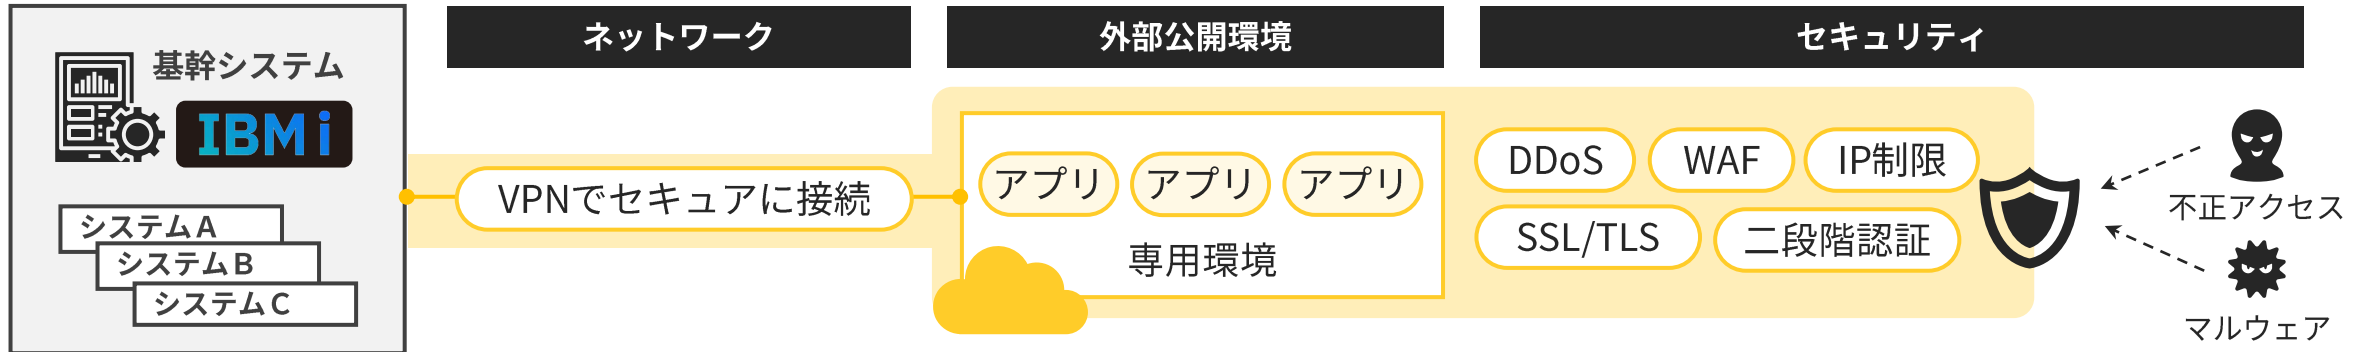 基幹システム
IBM i
システム A
システム B
システム C
ネットワーク
VPNでセキュアに接続
外部公開環境
アプリ
アプリ
アプリ
専用環境
セキュリティ
DDoS
WAF
IP制限
SSL/TLS
二段階認証
不正アクセス
マルウェア